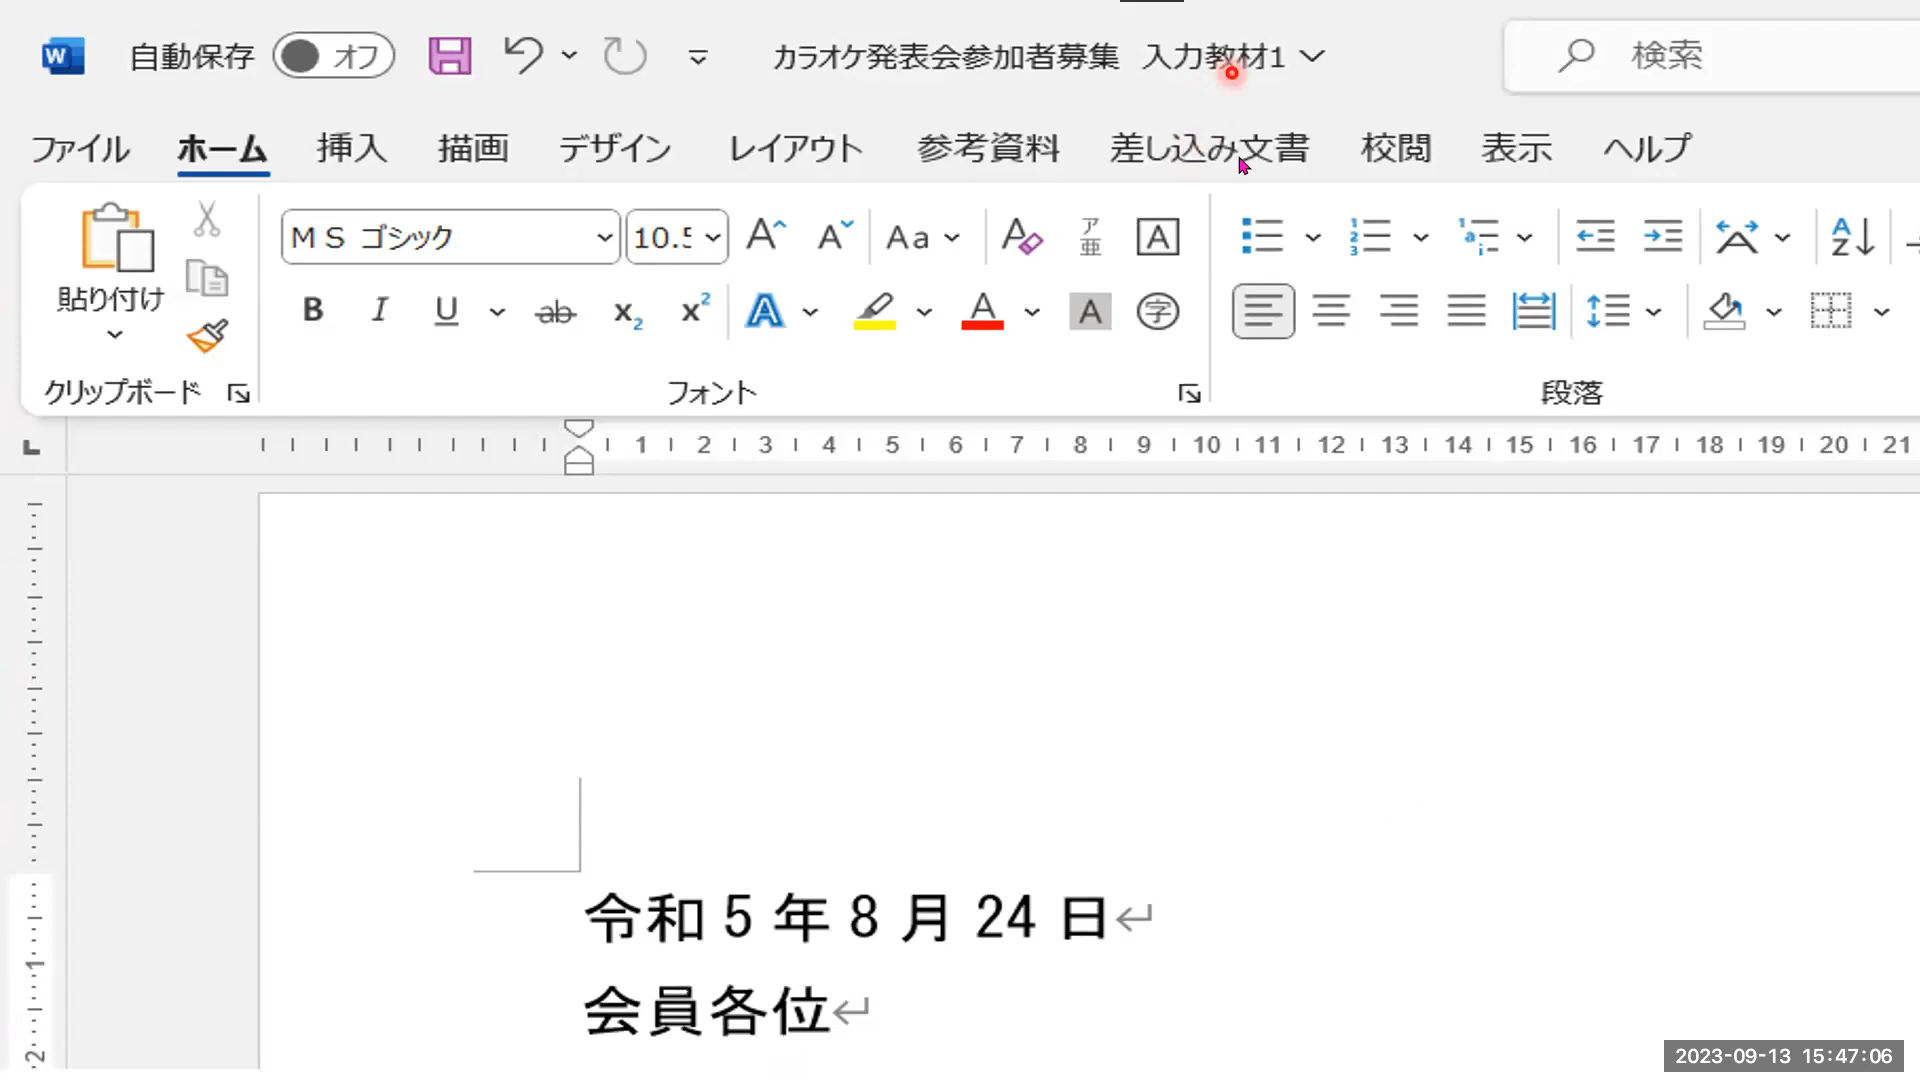 自動保存 オフ カラオケ発表会参加者募集 入力教材1 検索
ファイル ホーム 挿入 描画 デザイン レイアウト 参考資料 差し込み文書 校閲 表示 ヘルプ
貼り付け
ＭＳ ゴシック 10.5
クリップボード フォント 段落
1 2 3 4 5 6 7 8 9 10 11 12 13 14 15 16 17 18 19 20 21
令和5年8月24日
会員各位
1
2
2023-09-13 15:47:06